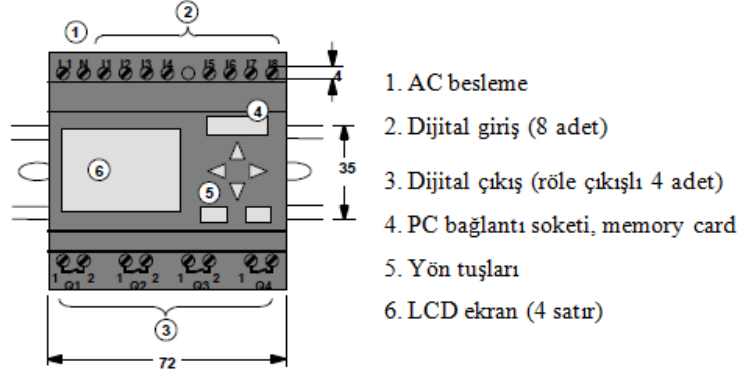 1 2
L1 N I1 I2 I3 I4 I5 I6 I7 I8
4
4
6
5
35
1 2 1 2 1 2 1
Q1 Q2 Q3 Q4
3
72
1. AC besleme
2. Dijital giriş (8 adet)
3. Dijital çıkış (röle çıkışlı 4 adet)
4. PC bağlantı soketi, memory card
5. Yön tuşları
6. LCD ekran (4 satır)